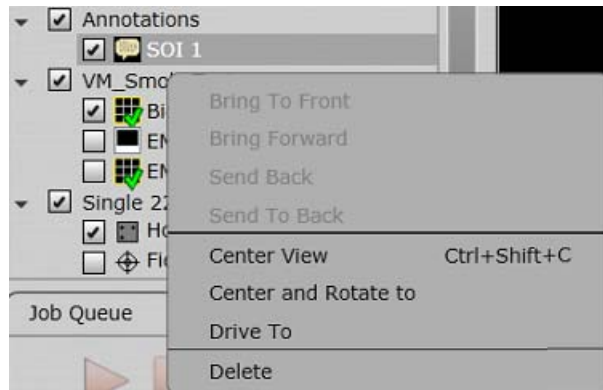 Annotations
SOI 1
VM_Smo
Bi
EN
EN
Single 22
Ho
Fi
Job Queue
Bring To Front
Bring Forward
Send Back
Send To Back
Center View Ctrl+Shift+C
Center and Rotate to
Drive To
Delete